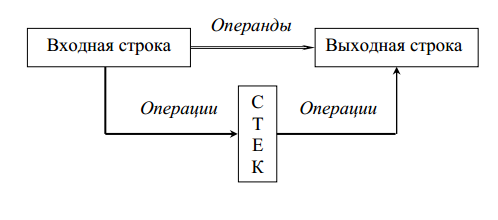 Операнды
Входная строка
Выходная строка
Операции
С
Т
Е
К
Операции